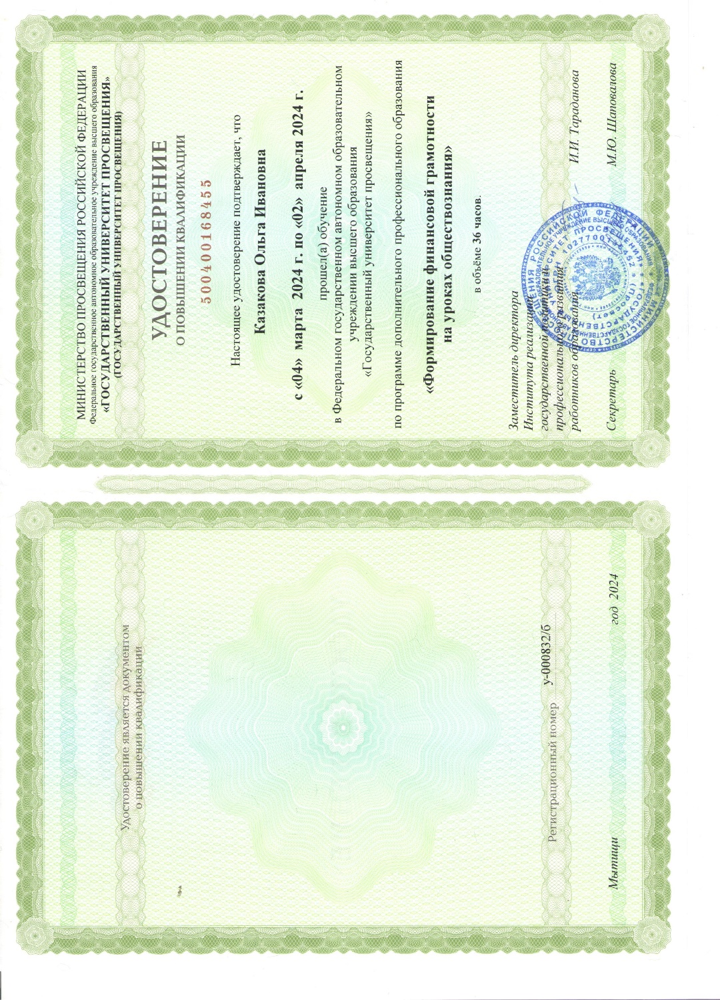 Удостоверение является документом
о повышении квалификации
Регистрационный номер у-000832/б
Мытищи год 2024
МИНИСТЕРСТВО ПРОСВЕЩЕНИЯ РОССИЙСКОЙ ФЕДЕРАЦИИ
Федеральное государственное автономное образовательное учреждение высшего образования
«ГОСУДАРСТВЕННЫЙ УНИВЕРСИТЕТ ПРОСВЕЩЕНИЯ»
(ГОСУДАРСТВЕННЫЙ УНИВЕРСИТЕТ ПРОСВЕЩЕНИЯ)
УДОСТОВЕРЕНИЕ
О ПОВЫШЕНИИ КВАЛИФИКАЦИИ
500400168455
Настоящее удостоверение подтверждает, что
Казакова Ольга Ивановна
с «04» марта 2024 г. по «02» апреля 2024 г.
прошел(а) обучение
в Федеральном государственном автономном образовательном
учреждении высшего образования
«Государственный университет просвещения»
по программе дополнительного профессионального образования
«Формирование финансовой грамотности
на уроках обществознания»
в объёме 36 часов.
Заместитель директора
Института реализации
государственной политики и
профессионального развития
работников образования И.И. Тараданова
Секретарь М.Ю. Шаповалова